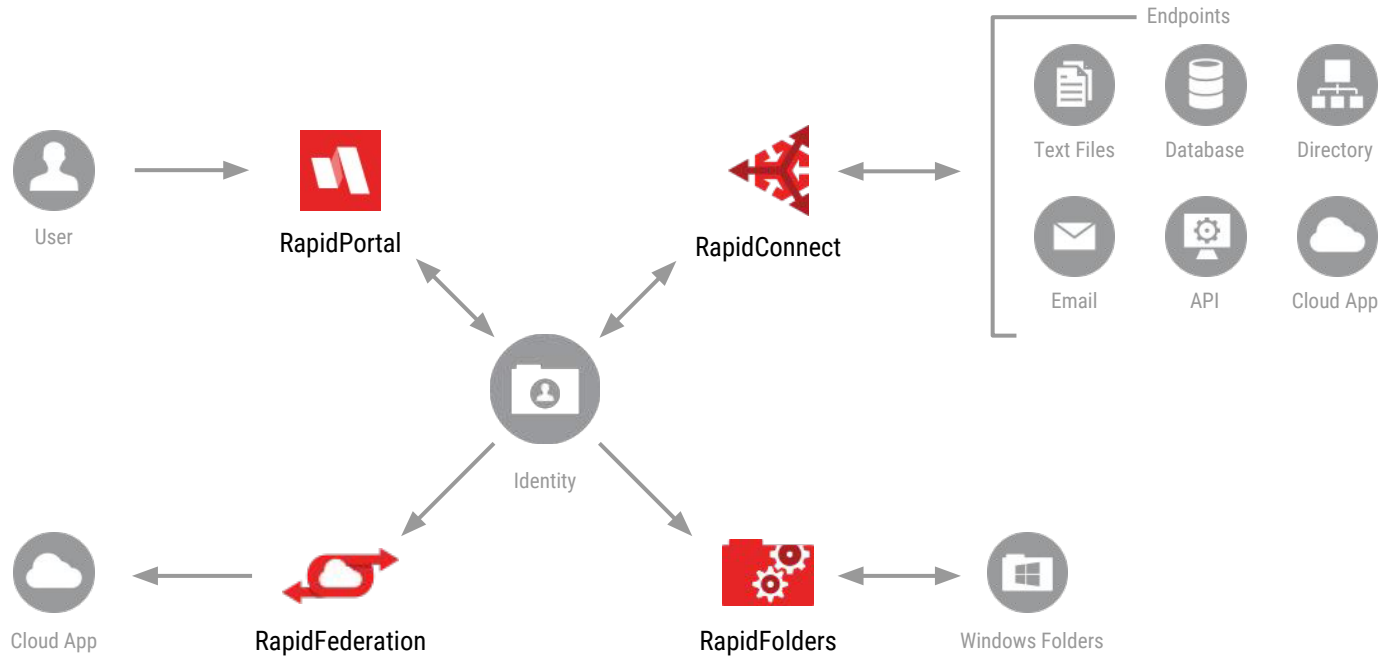 Endpoints
Text Files
Database
Directory
User
RapidPortal
RapidConnect
Email
API
Cloud App
Identity
Cloud App
RapidFederation
RapidFolders
Windows Folders